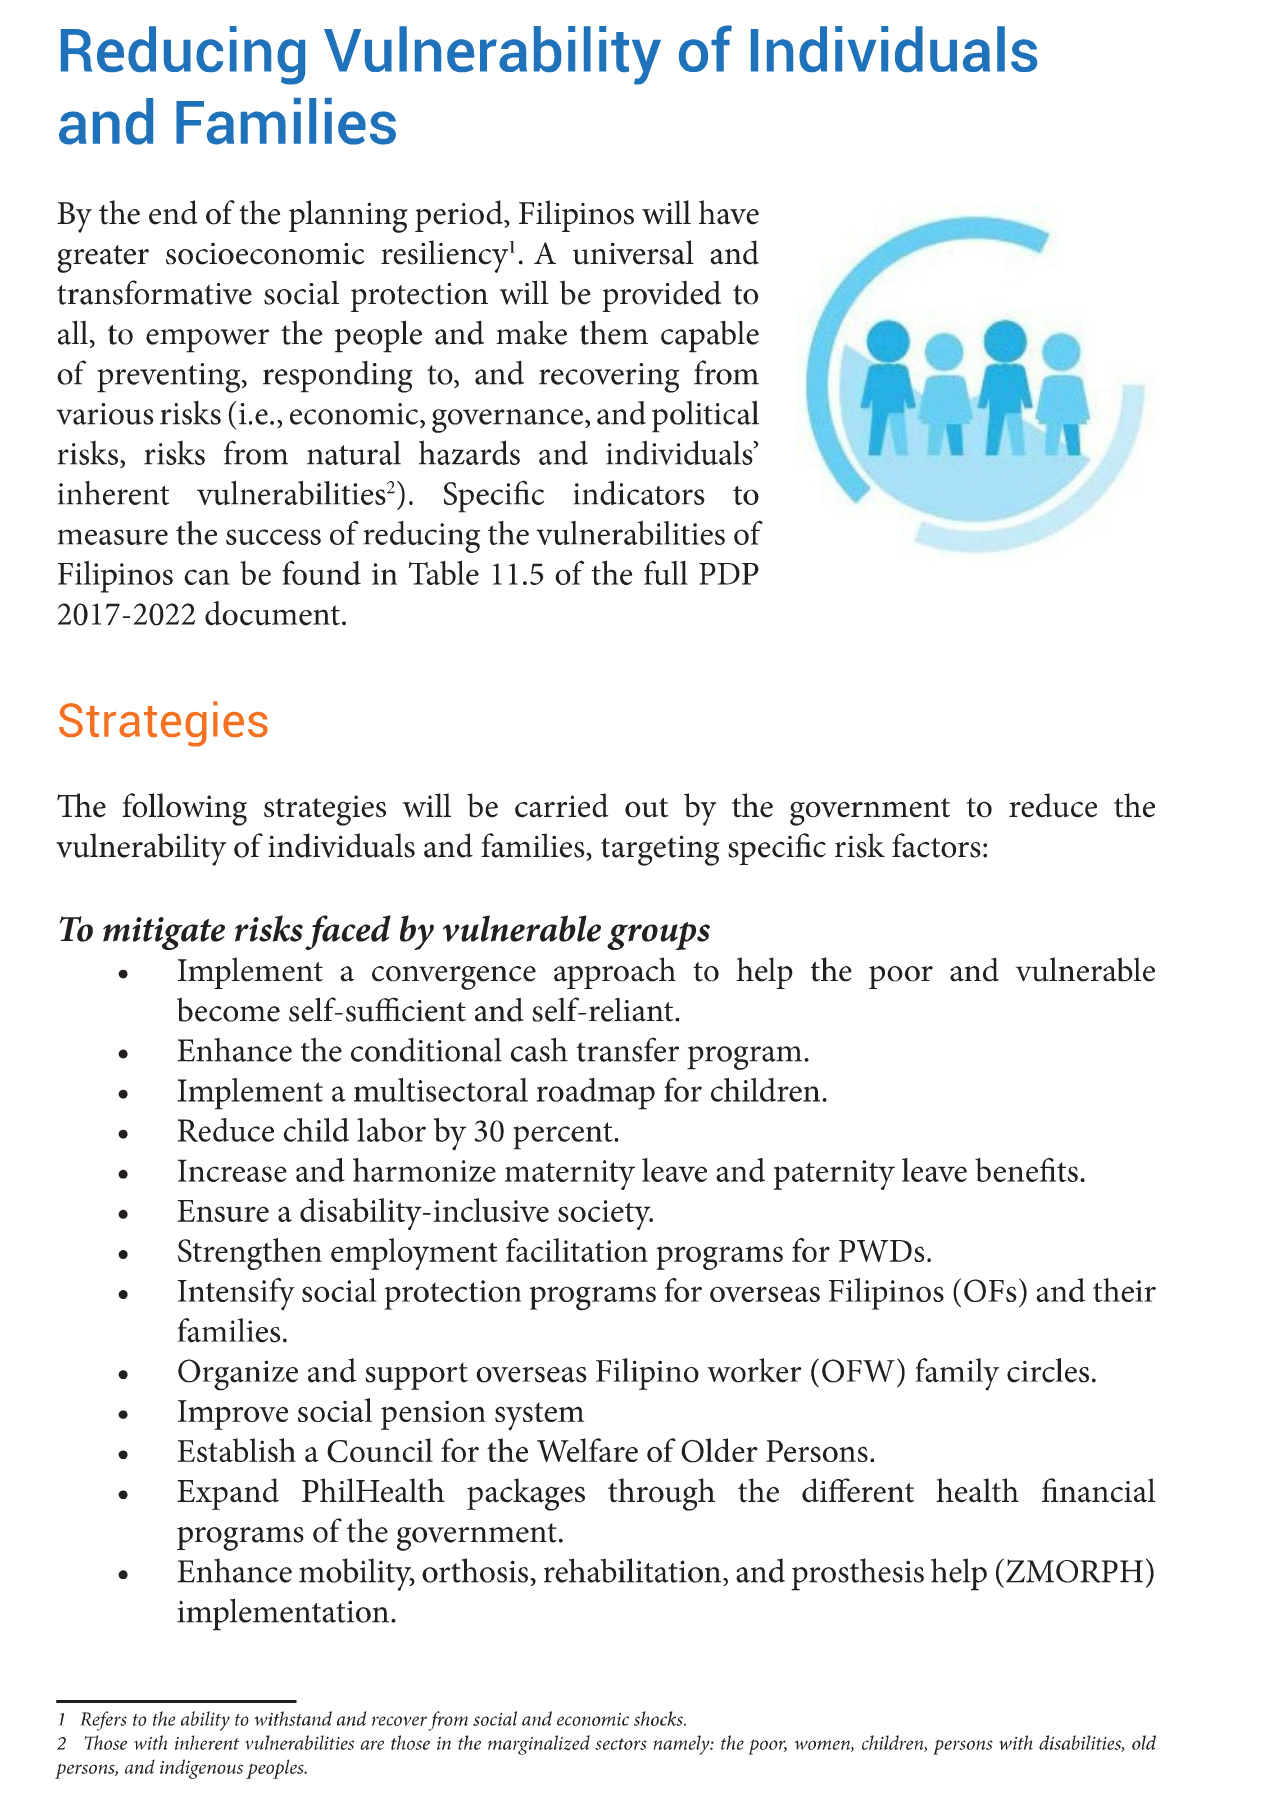 Reducing Vulnerability of Individuals
and Families
By the end of the planning period, Filipinos will have
greater socioeconomic resiliency¹. A universal and
transformative social protection will be provided to
all, to empower the people and make them capable
of preventing, responding to, and recovering from
various risks (i.e., economic, governance, and political
risks, risks from natural hazards and individuals’
inherent vulnerabilities²). Specific indicators to
measure the success of reducing the vulnerabilities of
Filipinos can be found in Table 11.5 of the full PDP
2017-2022 document.
Strategies
The following strategies will be carried out by the government to reduce the
vulnerability of individuals and families, targeting specific risk factors:
To mitigate risks faced by vulnerable groups
• Implement a convergence approach to help the poor and vulnerable
become self-sufficient and self-reliant.
• Enhance the conditional cash transfer program.
• Implement a multisectoral roadmap for children.
• Reduce child labor by 30 percent.
• Increase and harmonize maternity leave and paternity leave benefits.
• Ensure a disability-inclusive society.
• Strengthen employment facilitation programs for PWDs.
• Intensify social protection programs for overseas Filipinos (OFs) and their
families.
• Organize and support overseas Filipino worker (OFW) family circles.
• Improve social pension system
• Establish a Council for the Welfare of Older Persons.
• Expand PhilHealth packages through the different health financial
programs of the government.
• Enhance mobility, orthosis, rehabilitation, and prosthesis help (ZMORPH)
implementation.
1 Refers to the ability to withstand and recover from social and economic shocks.
2 Those with inherent vulnerabilities are those in the marginalized sectors namely: the poor, women, children, persons with disabilities, old
persons, and indigenous peoples.